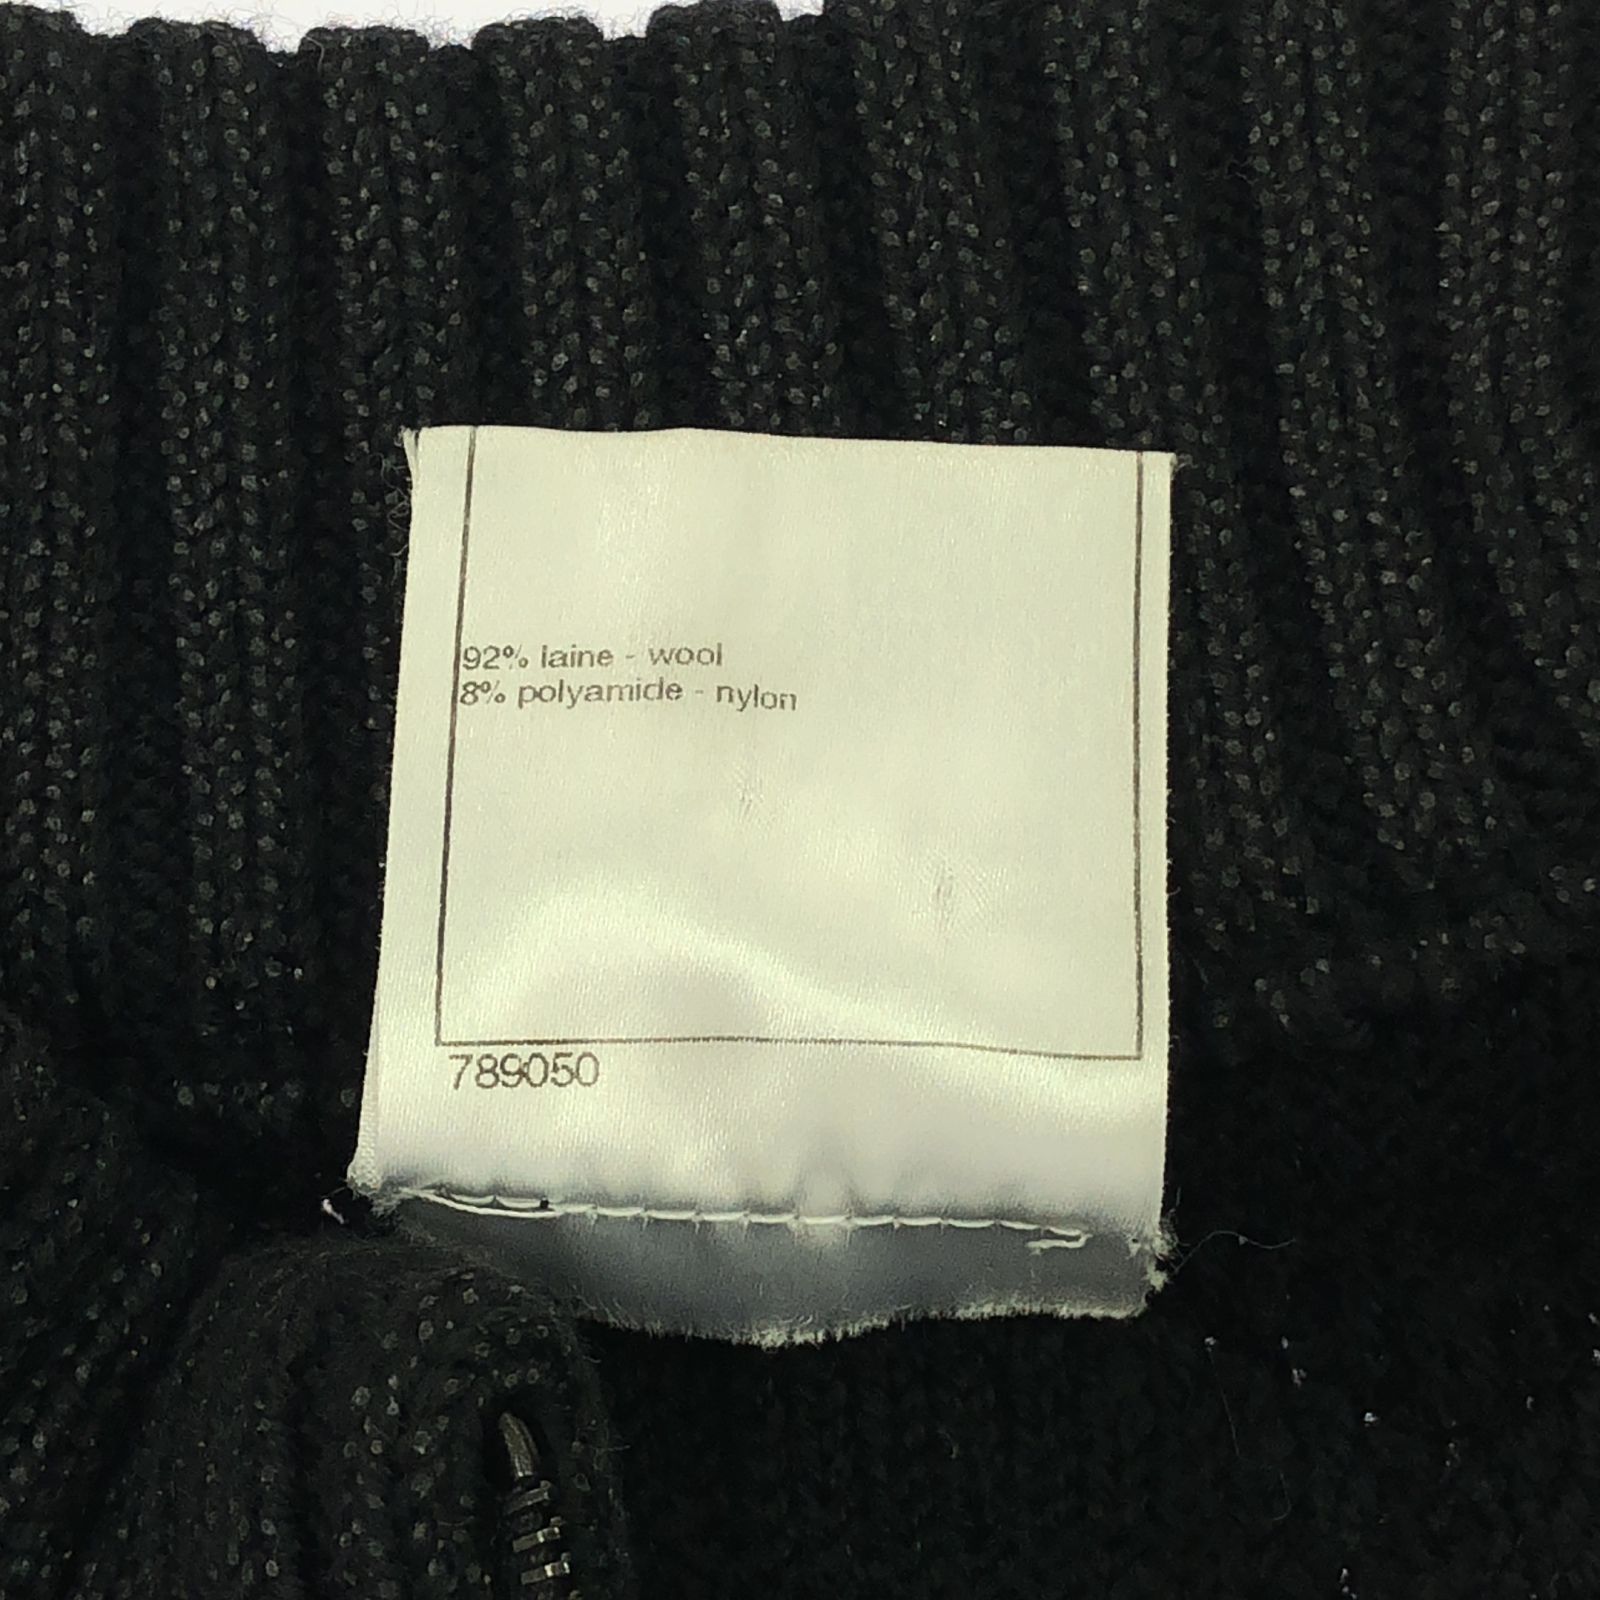 92% laine - wool
8% polyamide - nylon
789050